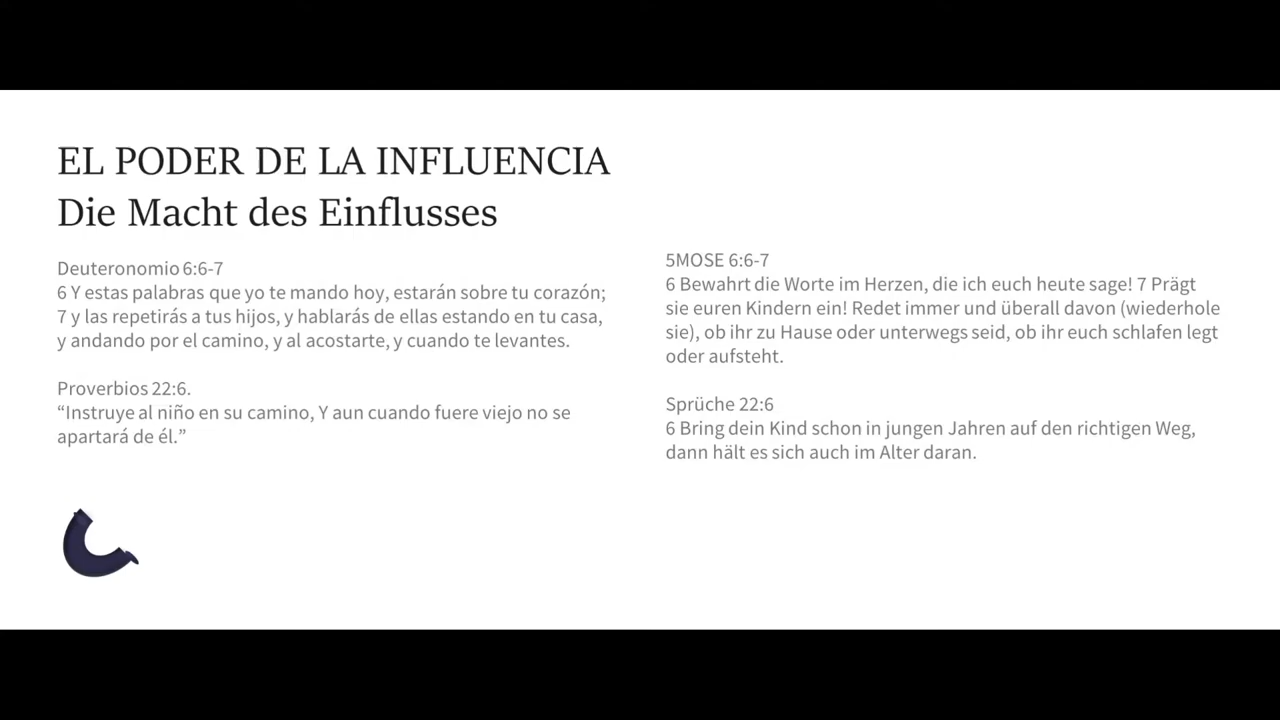 EL PODER DE LA INFLUENCIA
Die Macht des Einflusses
Deuteronomio 6:6-7
6 Y estas palabras que yo te mando hoy, estarán sobre tu corazón;
7 y las repetirás a tus hijos, y hablarás de ellas estando en tu casa,
y andando por el camino, y al acostarte, y cuando te levantes.
Proverbios 22:6.
“Instruye al niño en su camino, Y aun cuando fuere viejo no se
apartará de él.”
5MOSE 6:6-7
6 Bewahrt die Worte im Herzen, die ich euch heute sage! 7 Prägt
sie euren Kindern ein! Redet immer und überall davon (wiederhole
sie), ob ihr zu Hause oder unterwegs seid, ob ihr euch schlafen legt
oder aufsteht.
Sprüche 22:6
6 Bring dein Kind schon in jungen Jahren auf den richtigen Weg,
dann hält es sich auch im Alter daran.